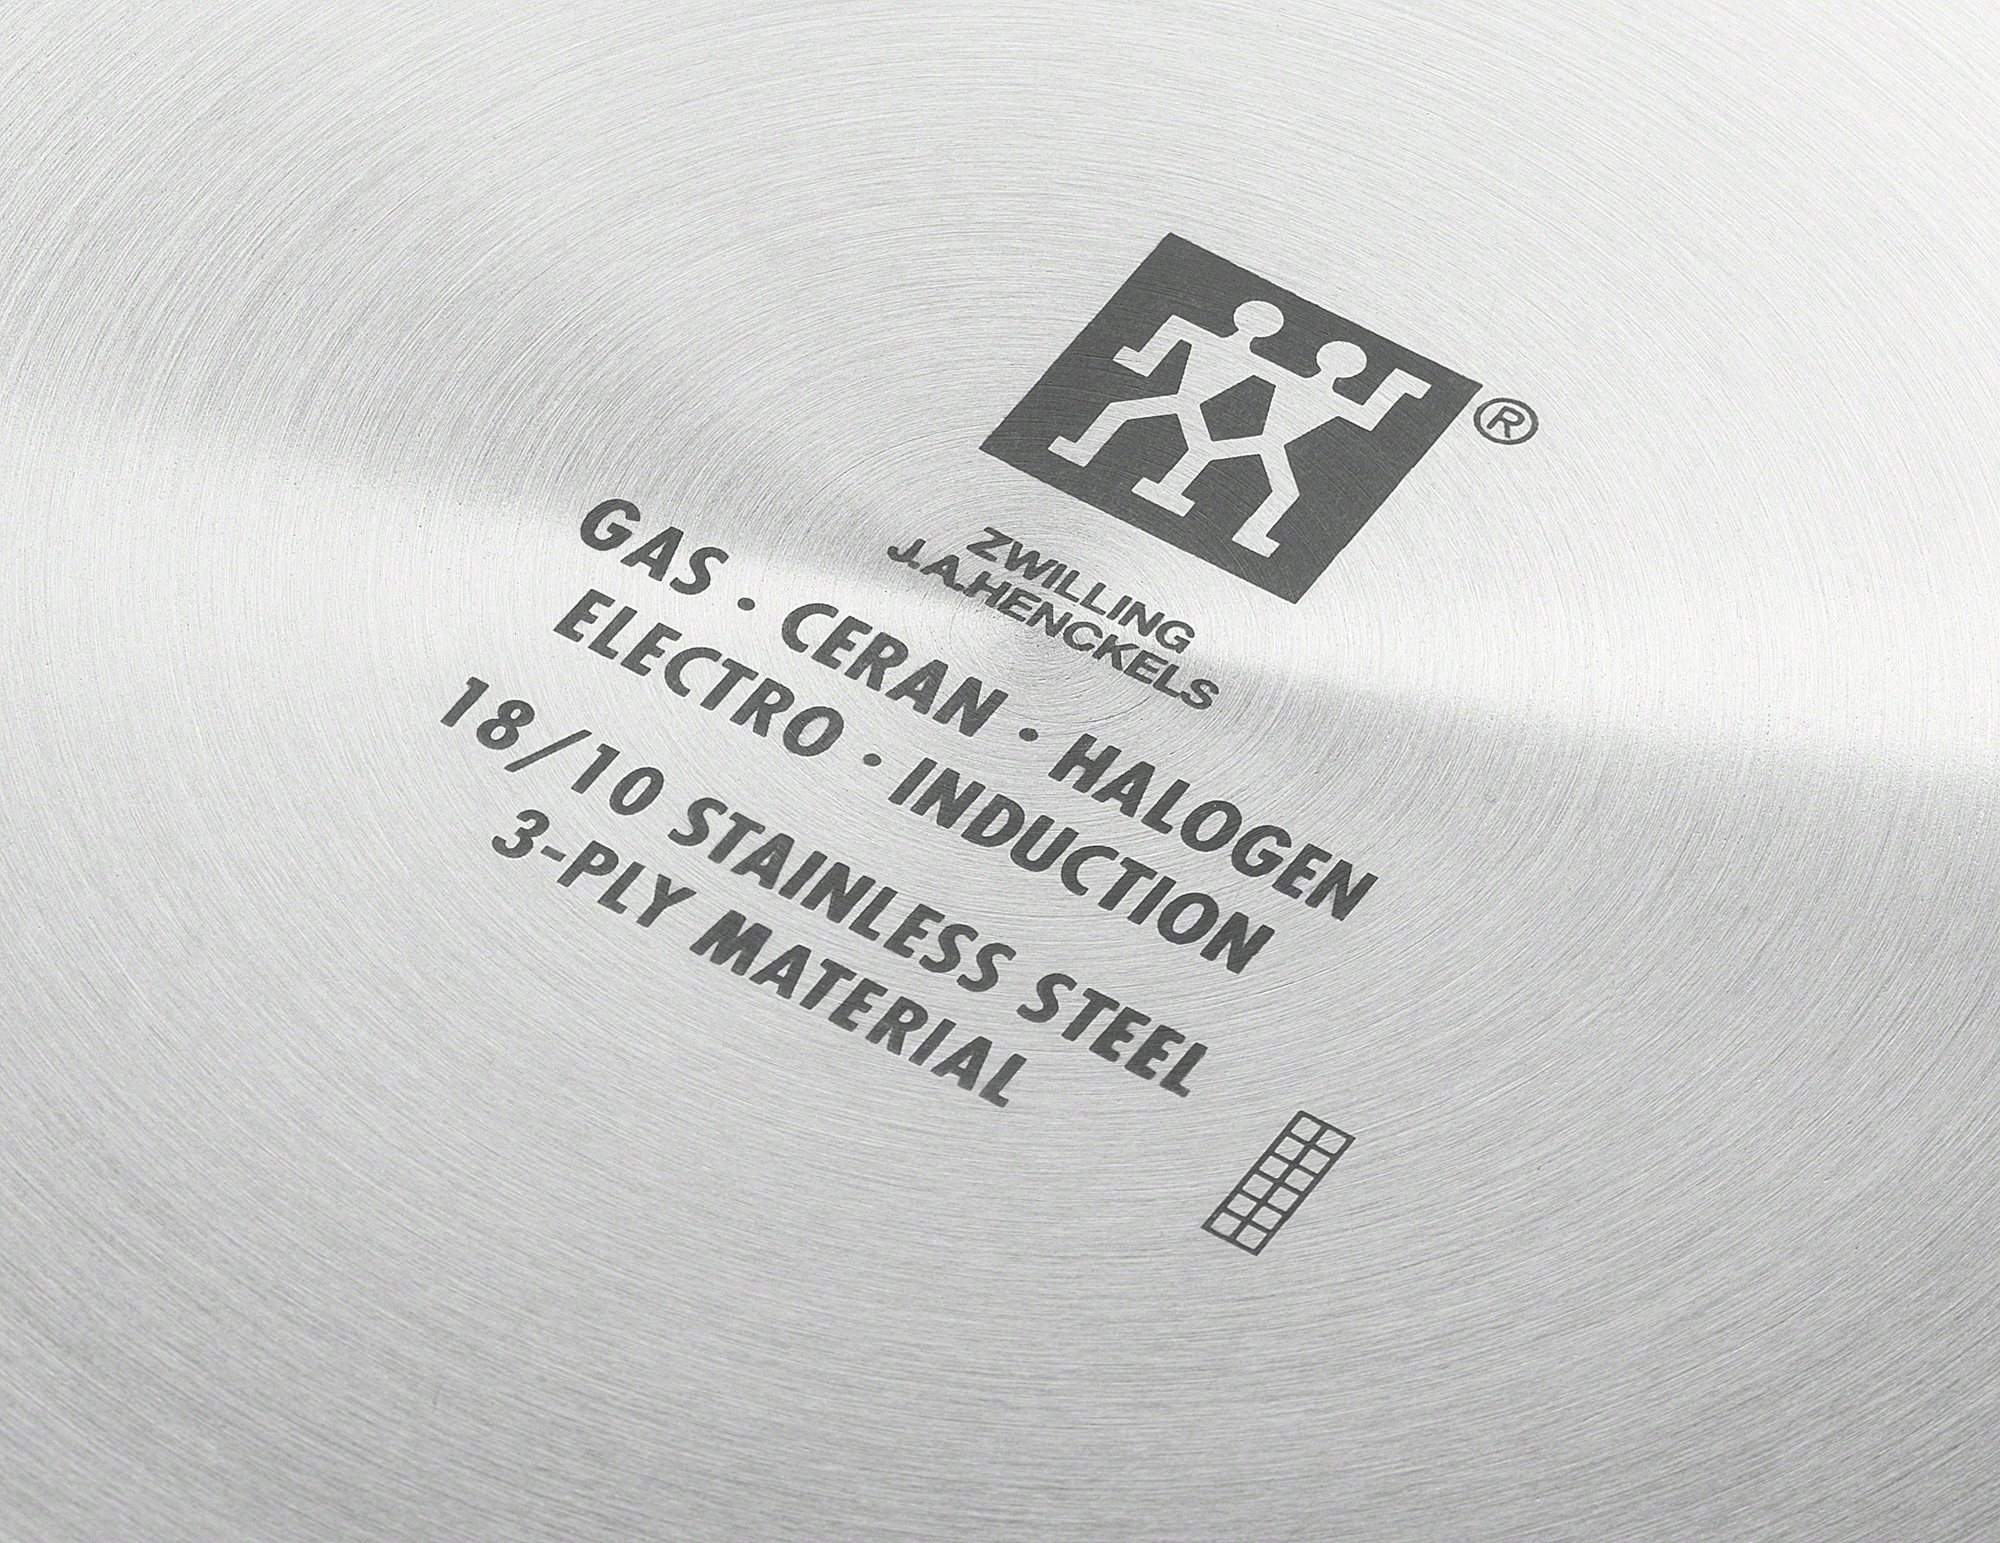 ®
ZWILLING
J.A.HENCKELS
GAS · CERAN · HALOGEN
ELECTRO · INDUCTION
18/10 STAINLESS STEEL
3-PLY MATERIAL